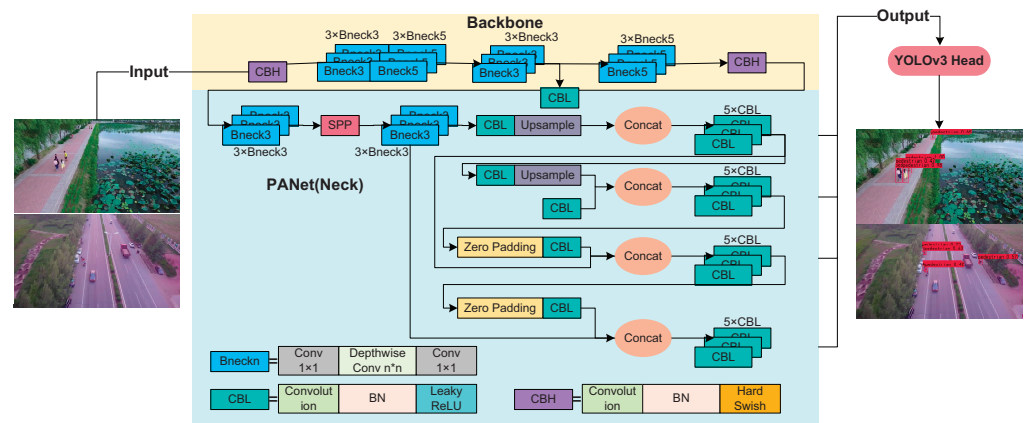 Backbone
Output
3×Bneck3 3×Bneck5
3×Bneck3
3×Bneck5
Input
CBH
Bneck3
Bneck5
Bneck3
Bneck5
CBH
YOLOv3 Head
CBL
Bneck3
SPP
Bneck3
CBL
Upsample
Concat
5×CBL
CBL
3×Bneck3
3×Bneck3
PANet(Neck)
CBL
Upsample
CBL
Concat
5×CBL
CBL
Zero Padding
CBL
Concat
5×CBL
CBL
Zero Padding
CBL
Concat
5×CBL
CBL
Bneckn
=
Conv
1×1
Depthwise
Conv n*n
Conv
1×1
CBL
=
Convolut
ion
BN
Leaky
ReLU
CBH
=
Convolut
ion
BN
Hard
Swish